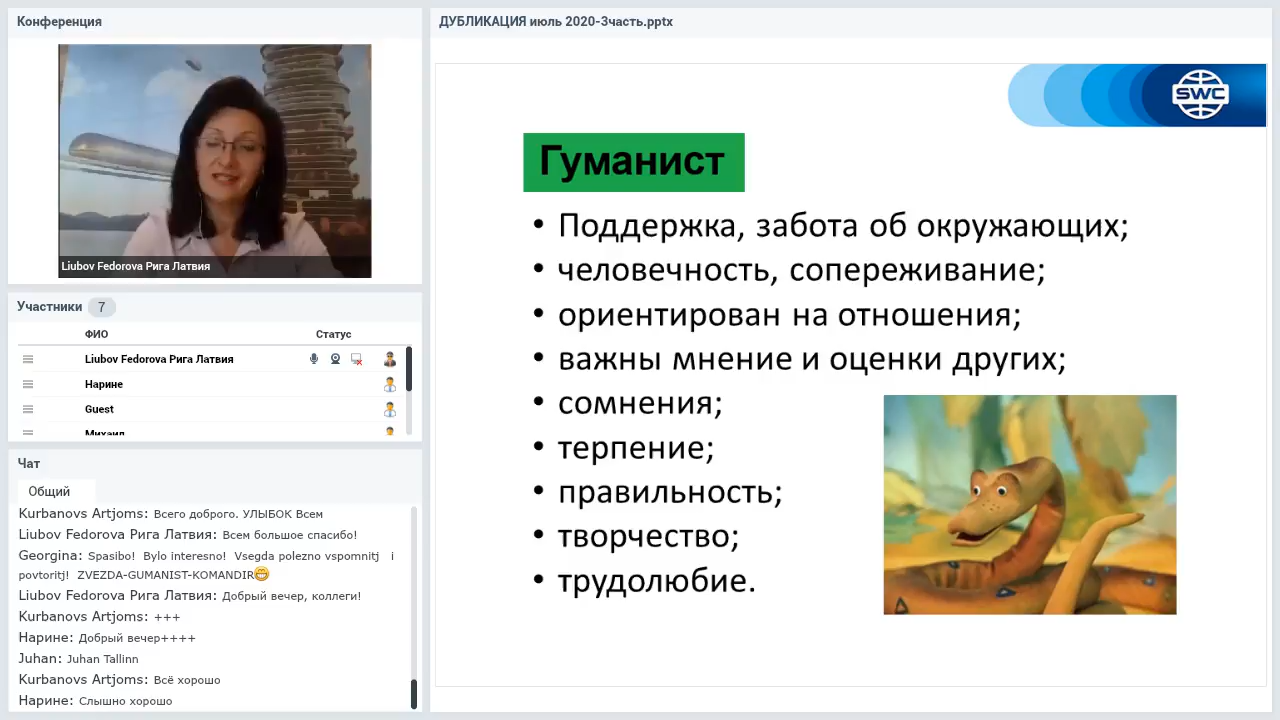 Конференция
Liubov Fedorova Рига Латвия
Участники 7
ФИО Статус
Liubov Fedorova Рига Латвия
Нарине
Guest
Михаил
Чат
Общий
Kurbanovs Artjoms: Всего доброго. УЛЫБОК Всем
Liubov Fedorova Рига Латвия: Всем большое спасибо!
Georgina: Spasibo! Bylo interesno! Vsegda polezno vspomnitj i
povtoritj! ZVEZDA-GUMANIST-KOMANDIR😁
Liubov Fedorova Рига Латвия: Добрый вечер, коллеги!
Kurbanovs Artjoms: +++
Нарине: Добрый вечер++++
Juhan: Juhan Tallinn
Kurbanovs Artjoms: Всё хорошо
Нарине: Слышно хорошо
ДУБЛИКАЦИЯ июль 2020-3часть.pptx
SWC
Гуманист
• Поддержка, забота об окружающих;
• человечность, сопереживание;
• ориентирован на отношения;
• важны мнение и оценки других;
• сомнения;
• терпение;
• правильность;
• творчество;
• трудолюбие.